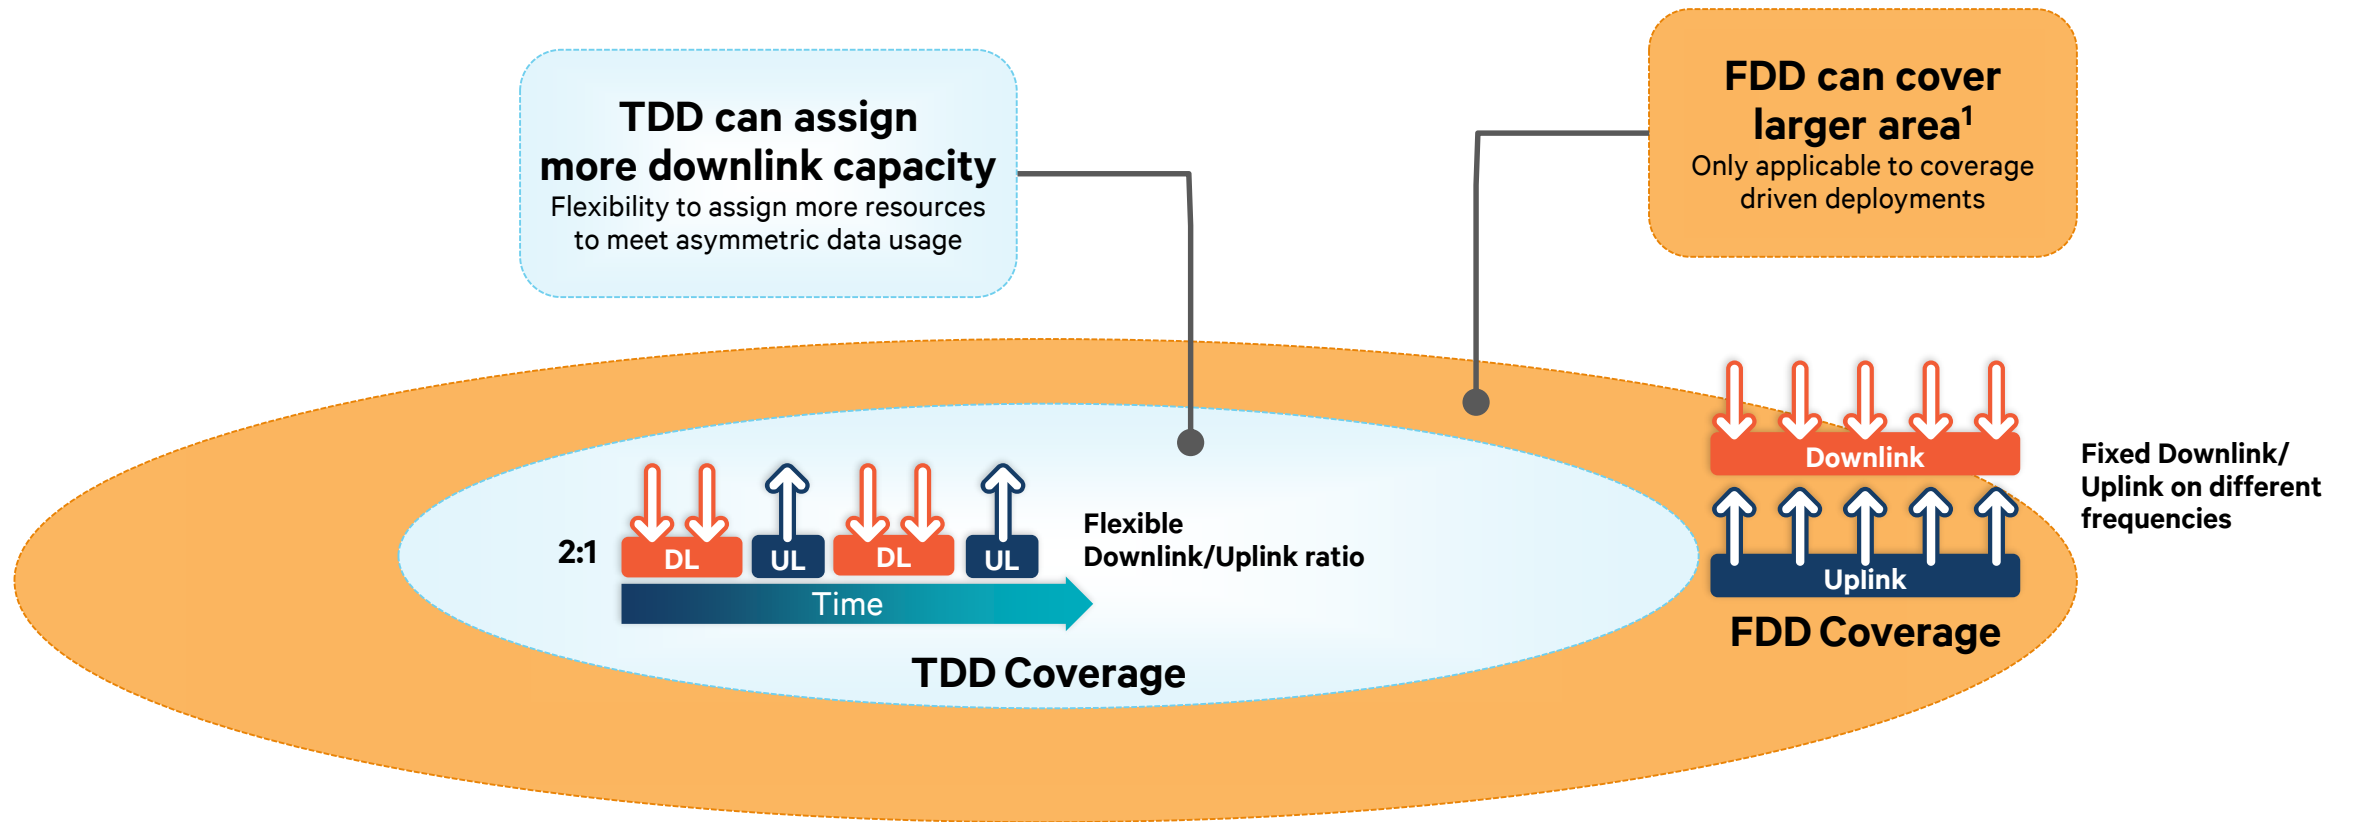 TDD can assign
more downlink capacity
Flexibility to assign more resources
to meet asymmetric data usage
FDD can cover
larger area¹
Only applicable to coverage
driven deployments
2:1
DL
UL
DL
UL
Time
Flexible
Downlink/Uplink ratio
TDD Coverage
Downlink
Uplink
FDD Coverage
Fixed Downlink/
Uplink on different
frequencies